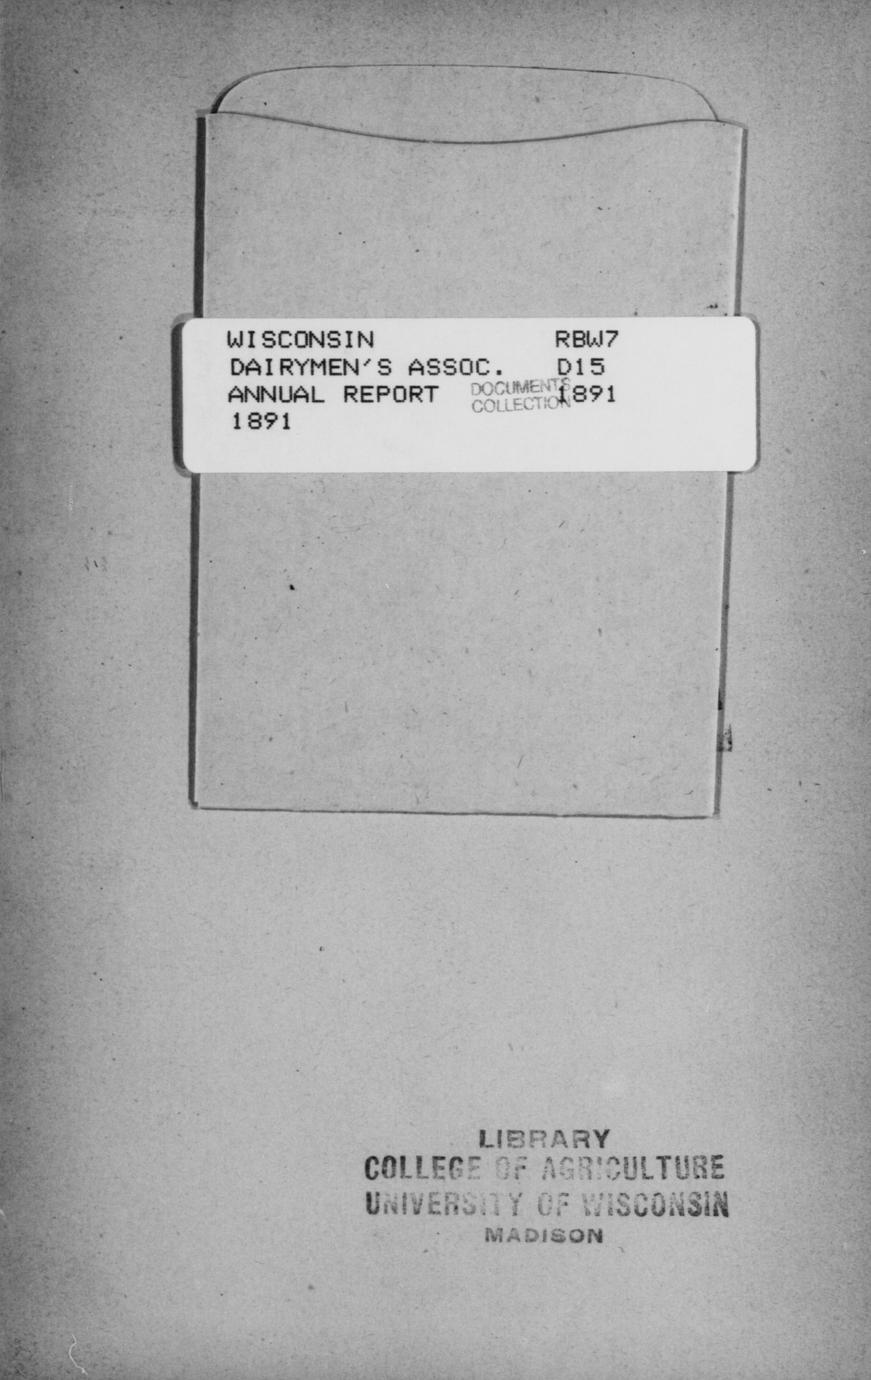 WISCONSIN RBW7
DAIRYMEN'S ASSOC. D15
ANNUAL REPORT 1891
1891
DOCUMENTS
COLLECTION
LIBRARY
COLLEGE OF AGRICULTURE
UNIVERSITY OF WISCONSIN
MADISON